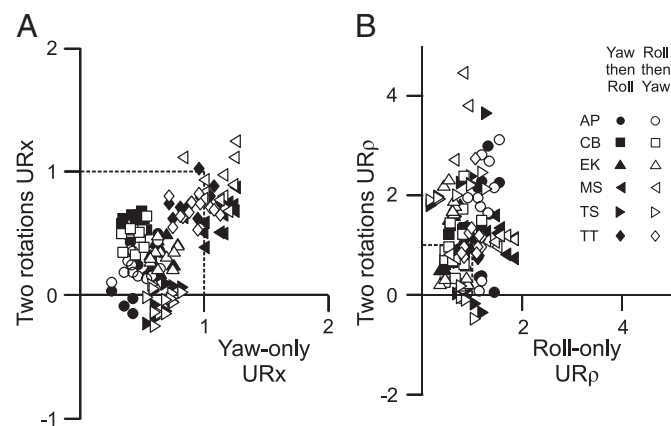 A
2
1
0
-1
1
2
Two rotations URx
Yaw-only
URx
B
4
2
0
-2
2
4
Two rotations URρ
Roll-only
URρ
Yaw then Roll
Roll then Yaw
AP
CB
EK
MS
TS
TT